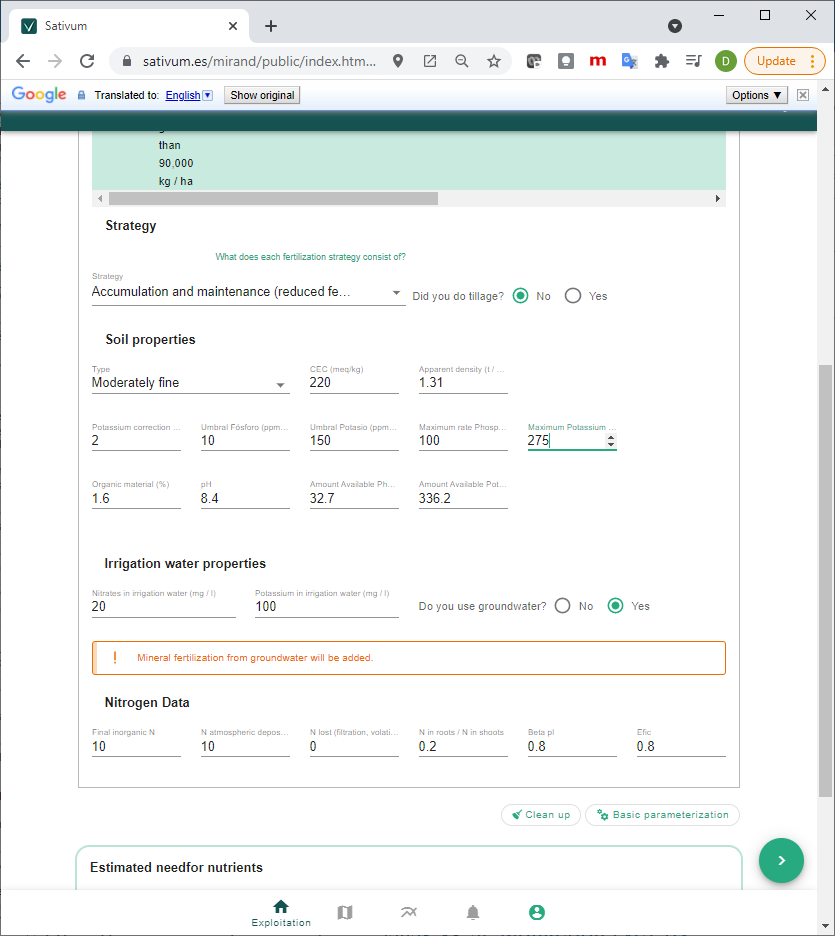 Sativum
sativum.es/mirand/public/index.htm...
m
D
Update
Google
Translated to: English
Show original
Options ▼
than
90,000
kg / ha
Strategy
What does each fertilization strategy consist of?
Strategy
Accumulation and maintenance (reduced fe...
Did you do tillage?
No
Yes
Soil properties
Type
CEC (meq/kg)
Apparent density (t / ...
Moderately fine
220
1.31
Potassium correction ...
Umbral Fósforo (ppm...
Umbral Potasio (ppm...
Maximum rate Phosp...
Maximum Potassium ...
2
10
150
100
275
Organic material (%)
pH
Amount Available Ph...
Amount Available Pot...
1.6
8.4
32.7
336.2
Irrigation water properties
Nitrates in irrigation water (mg / l)
Potassium in irrigation water (mg / l)
20
100
Do you use groundwater?
No
Yes
! Mineral fertilization from groundwater will be added.
Nitrogen Data
Final inorganic N
N atmospheric depos...
N lost (filtration, volati...
N in roots / N in shoots
Beta pl
Efic
10
10
0
0.2
0.8
0.8
Clean up
Basic parameterization
Estimated needfor nutrients
Exploitation